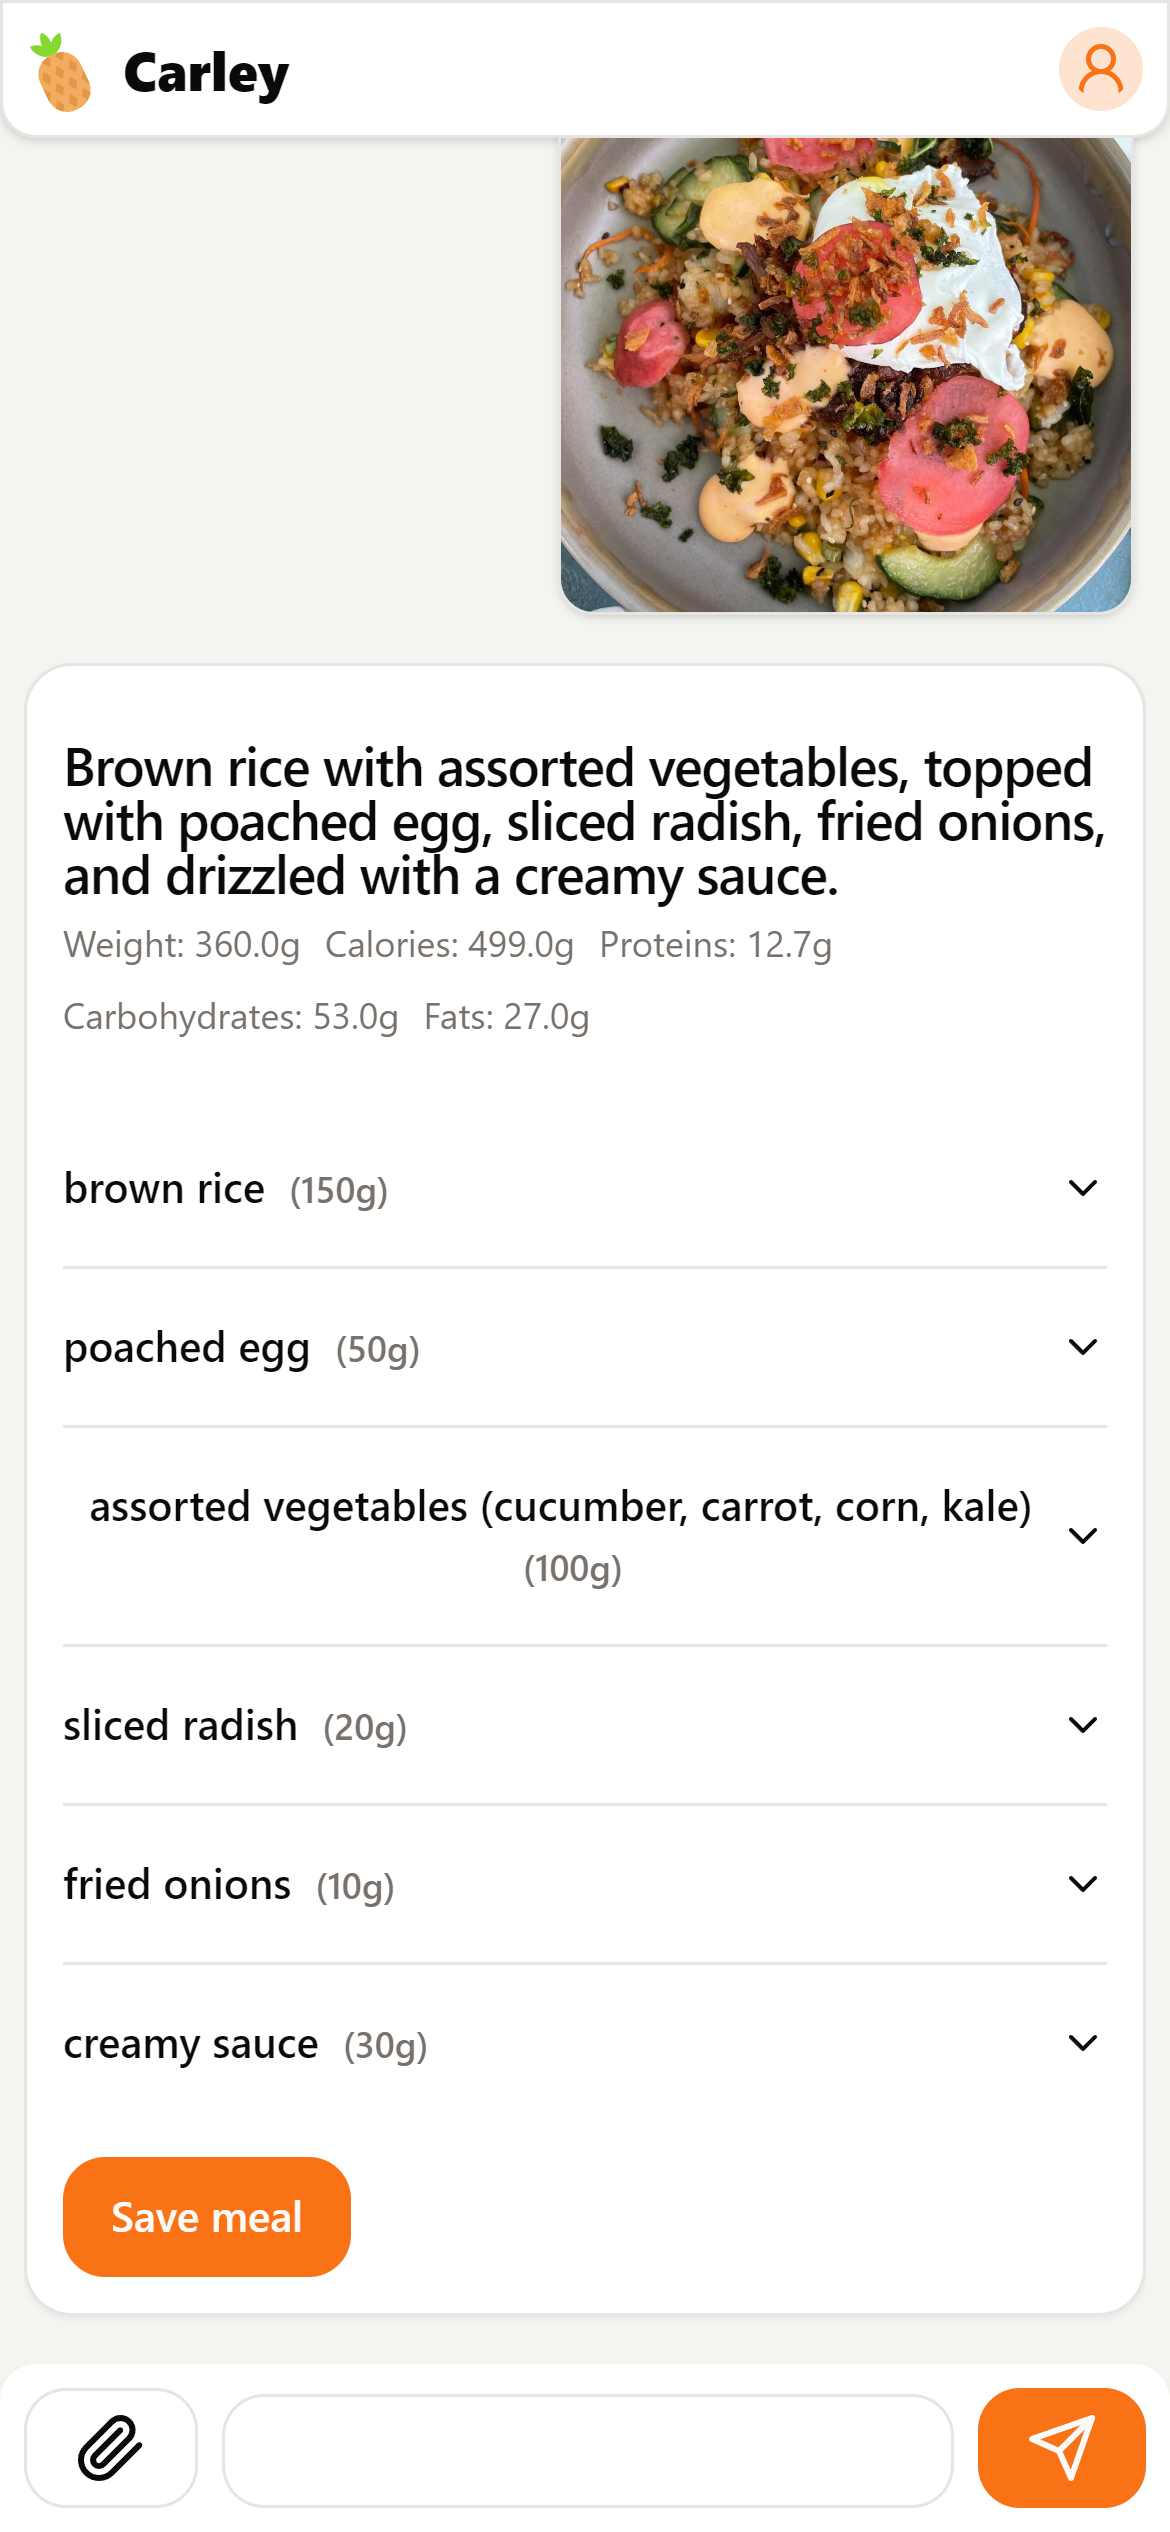 Carley
Brown rice with assorted vegetables, topped
with poached egg, sliced radish, fried onions,
and drizzled with a creamy sauce.
Weight: 360.0g Calories: 499.0g Proteins: 12.7g
Carbohydrates: 53.0g Fats: 27.0g
brown rice (150g)
poached egg (50g)
assorted vegetables (cucumber, carrot, corn, kale)
(100g)
sliced radish (20g)
fried onions (10g)
creamy sauce (30g)
Save meal